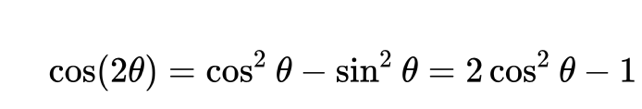 cos(2θ) = cos² θ − sin² θ = 2 cos² θ − 1